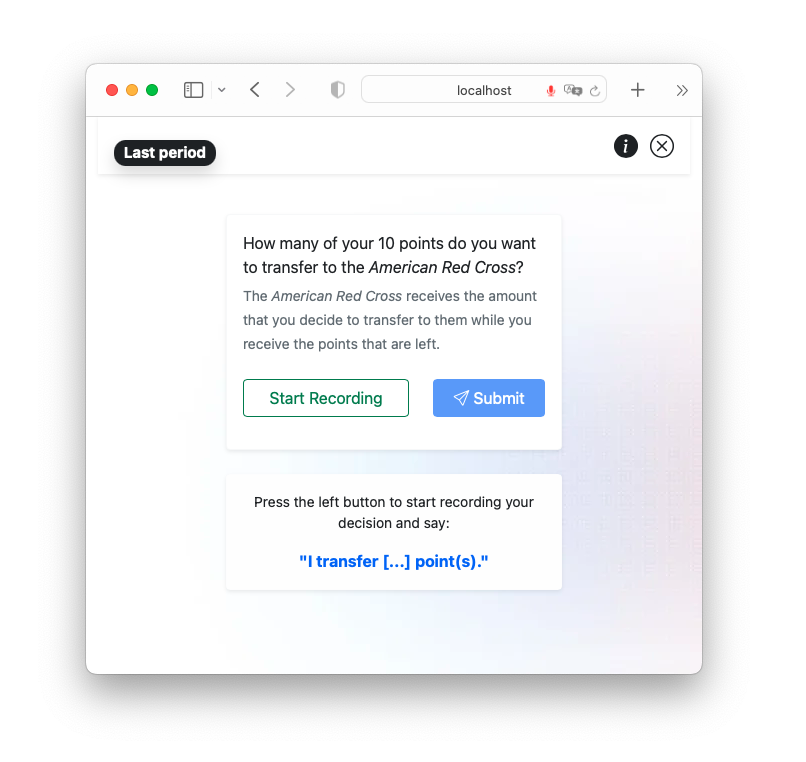 localhost
Last period
How many of your 10 points do you want
to transfer to the American Red Cross?
The American Red Cross receives the amount
that you decide to transfer to them while you
receive the points that are left.
Start Recording
Submit
Press the left button to start recording your
decision and say:
"I transfer [...] point(s)."